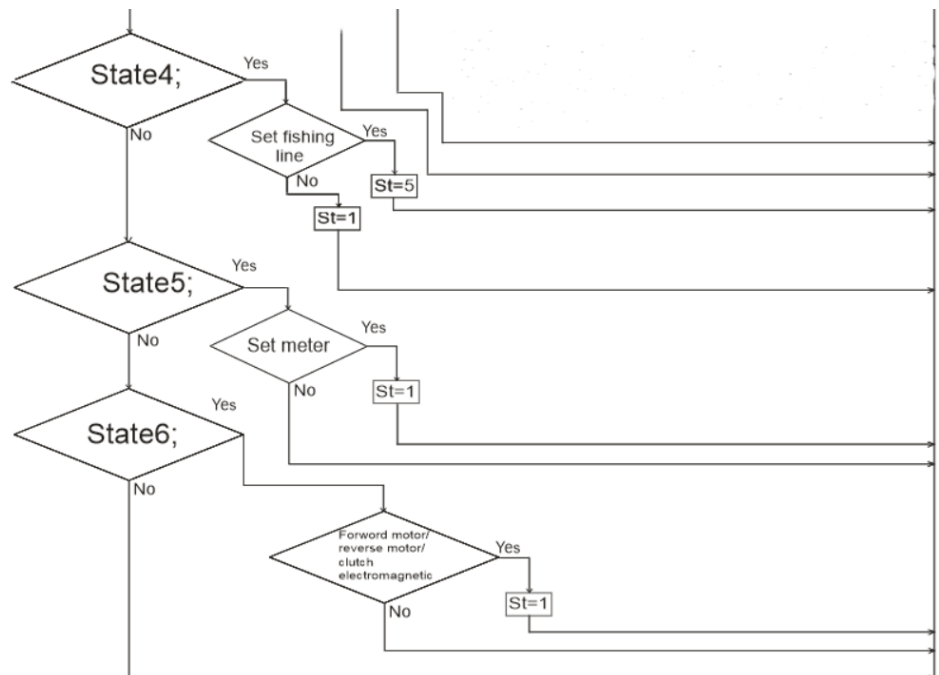 State4;
Yes
No
Set fishing
line
Yes
No
St=5
St=1
State5;
Yes
No
Set meter
Yes
No
St=1
State6;
Yes
No
Forword motor/
reverse motor/
clutch
electromagnetic
Yes
No
St=1